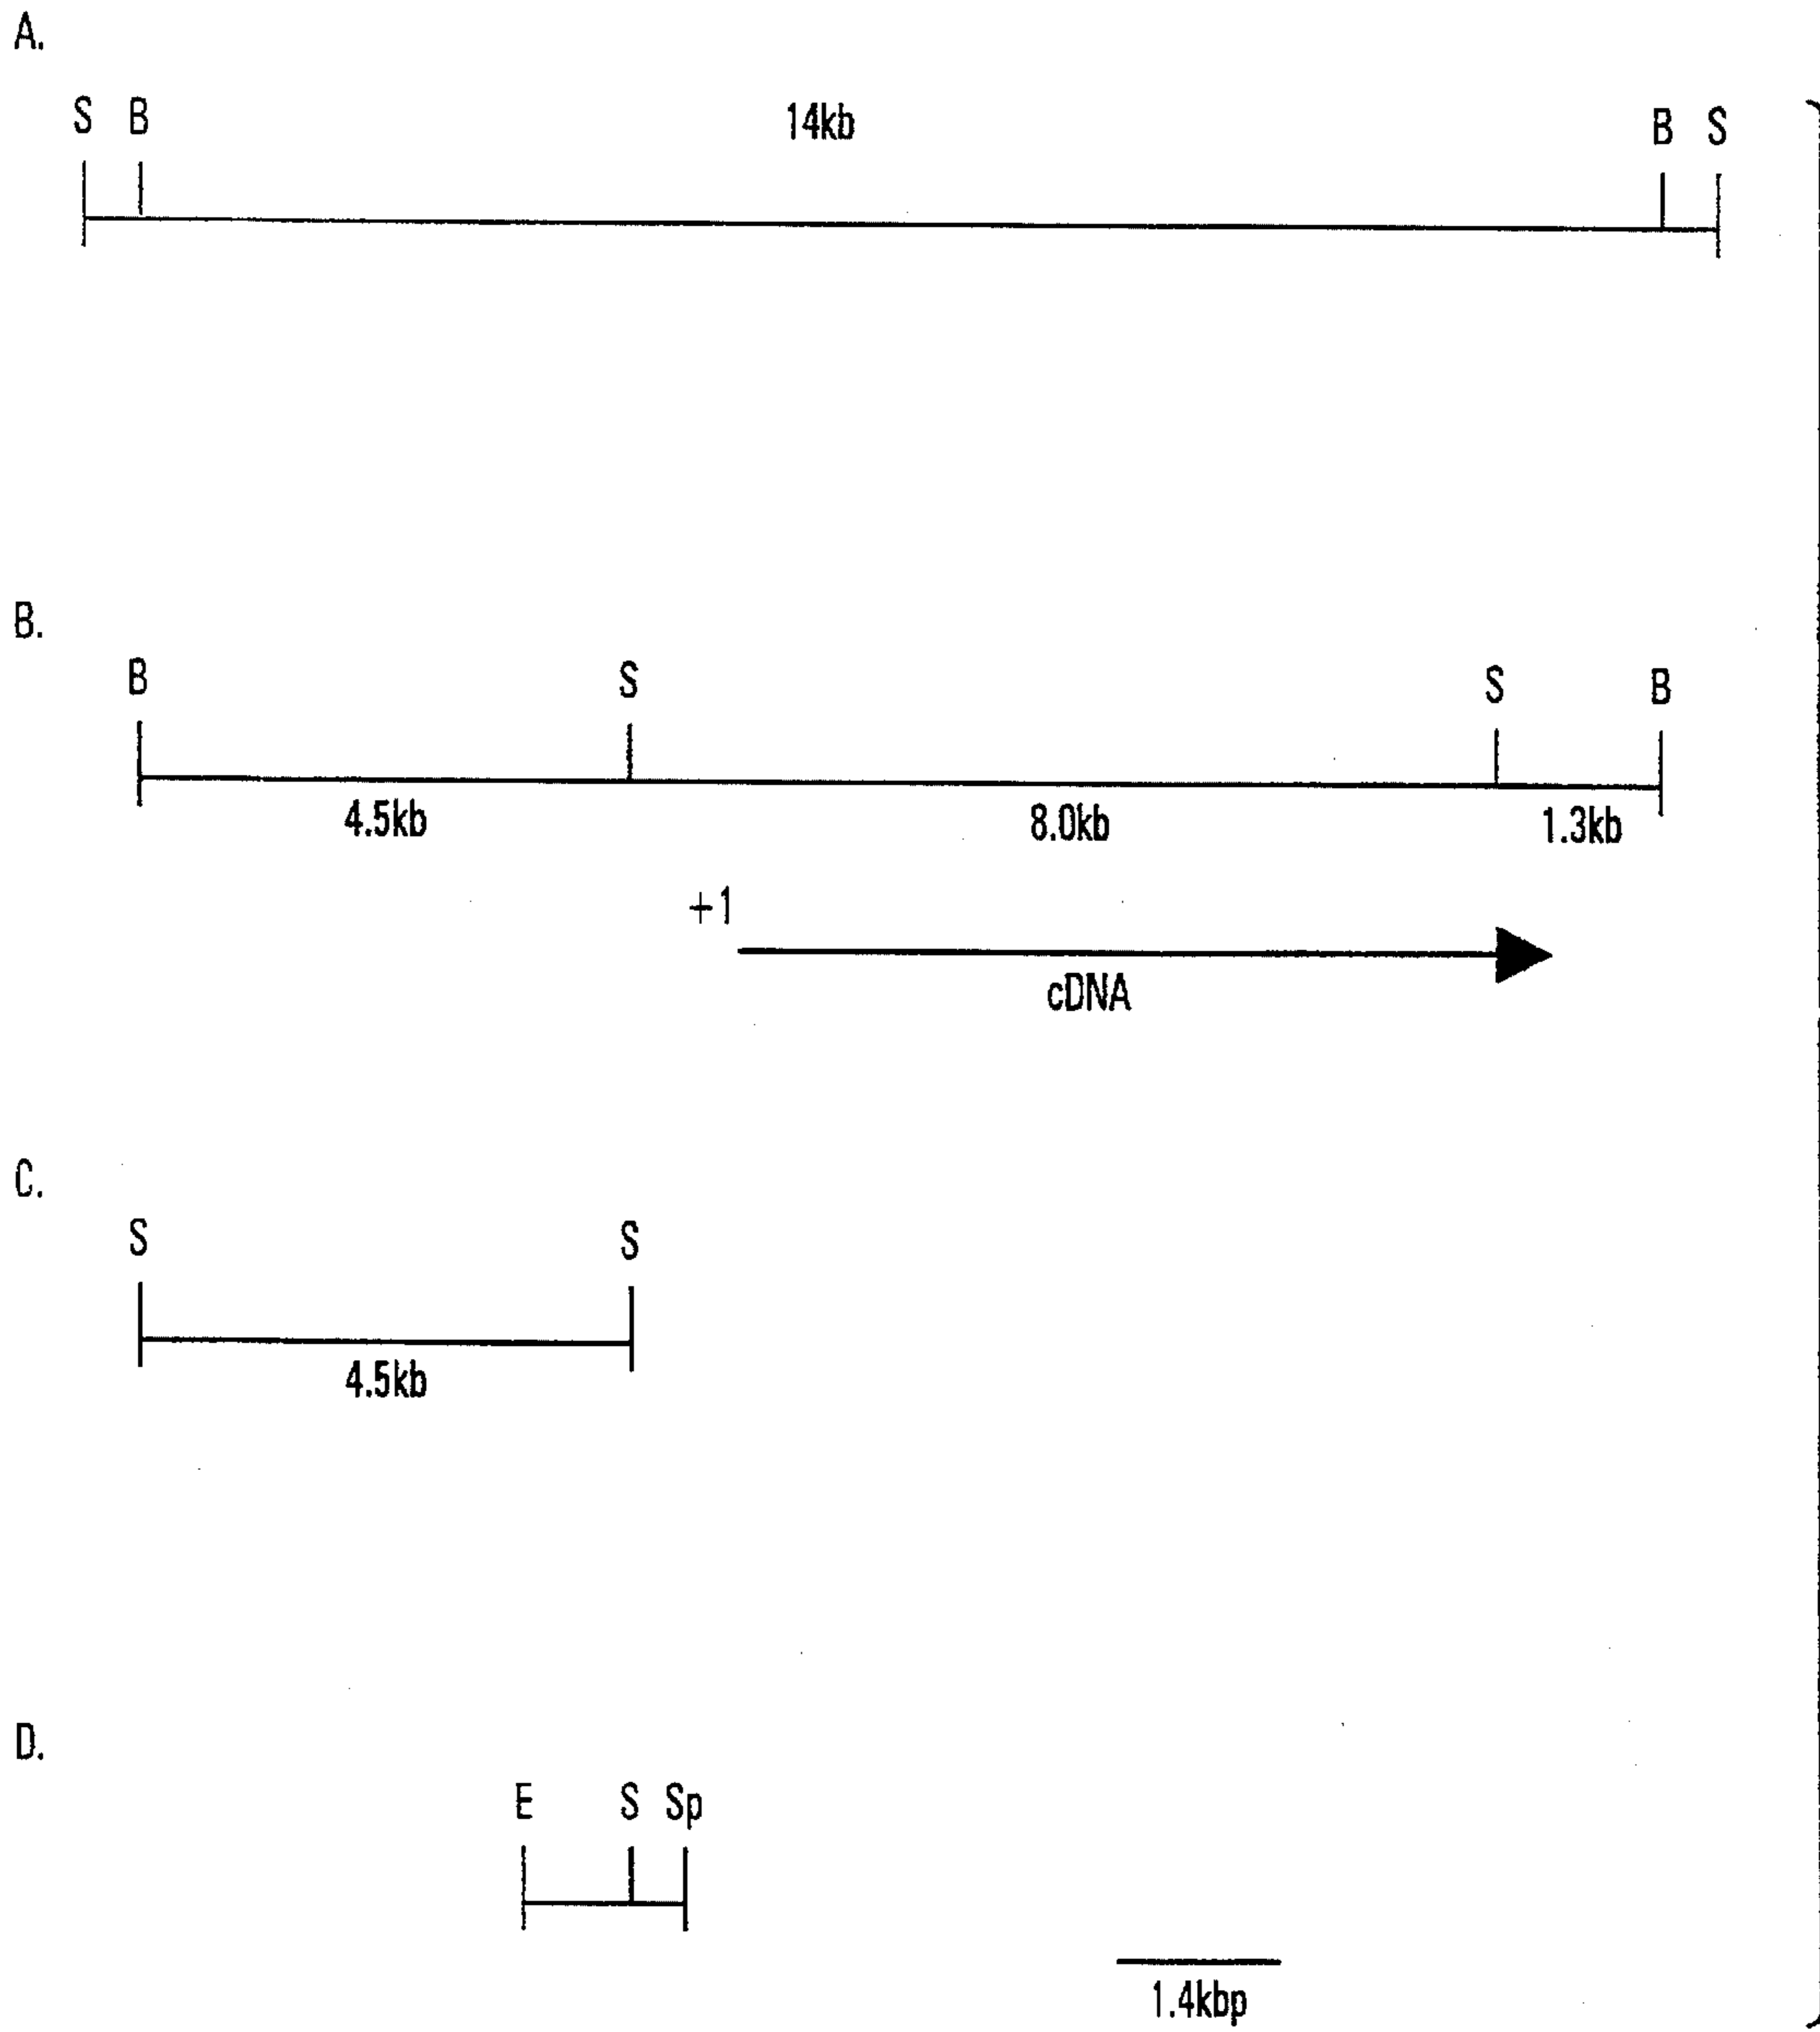 A.
S B 14kb B S
B.
B S S B
4.5kb 8.0kb 1.3kb
+1
cDNA
C.
S S
4.5kb
D.
E S Sp
1.4kbp